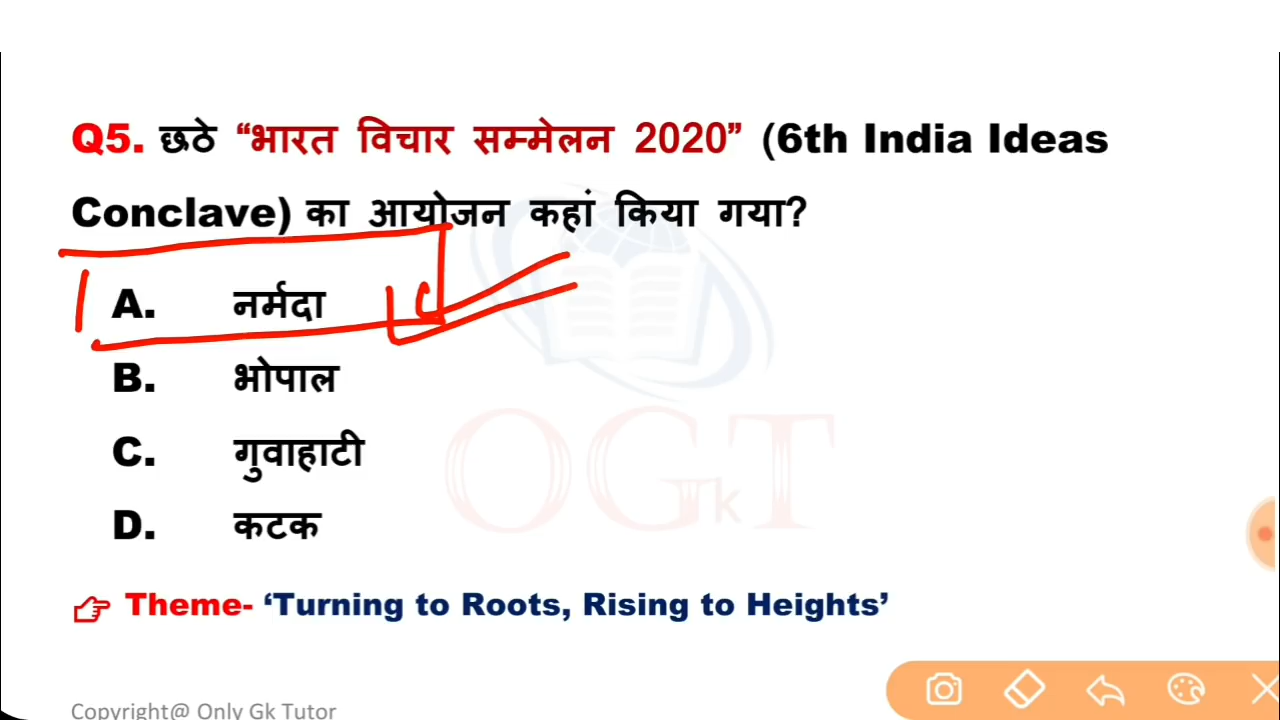 Q5. छठे “भारत विचार सम्मेलन 2020” (6th India Ideas
Conclave) का आयोजन कहां किया गया?
A. नर्मदा
B. भोपाल
C. गुवाहाटी
D. कटक
Theme- ‘Turning to Roots, Rising to Heights’
OGkT
Copyright@ Only Gk Tutor